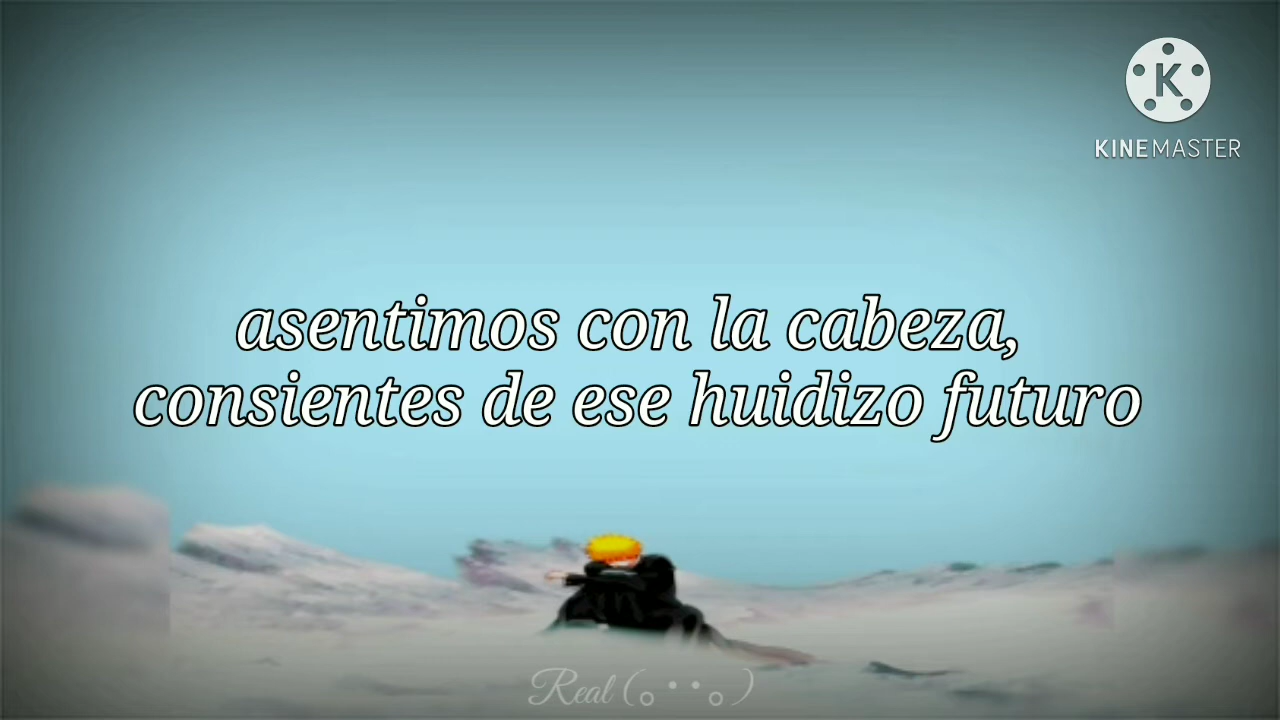 K
KINEMASTER
asentimos con la cabeza,
consientes de ese huidizo futuro
Real (｡ • • ｡)